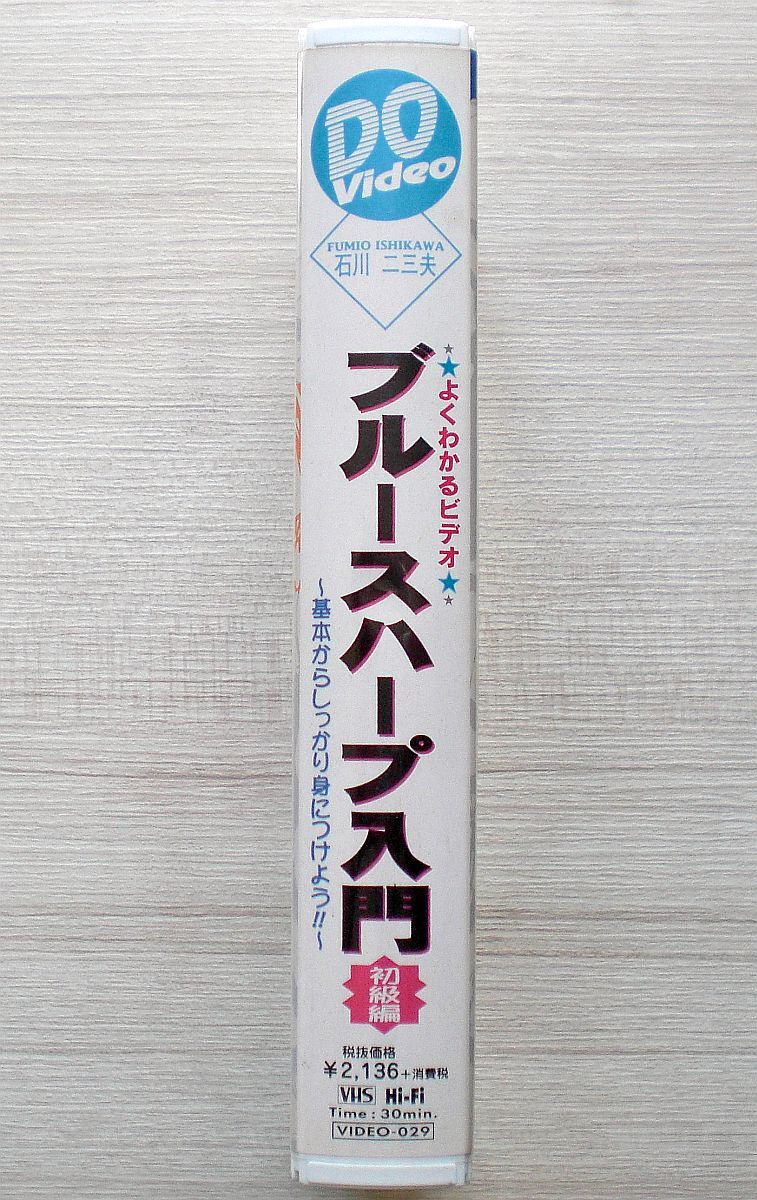 DO
Video
FUMIO ISHIKAWA
石川 二三夫
★★よくわかるビデオ★★
ブルースハープ入門
〜基本からしっかり身につけよう!!〜
初級編
税抜価格
¥2,136+消費税
VHS Hi-Fi
Time : 30min.
VIDEO-029